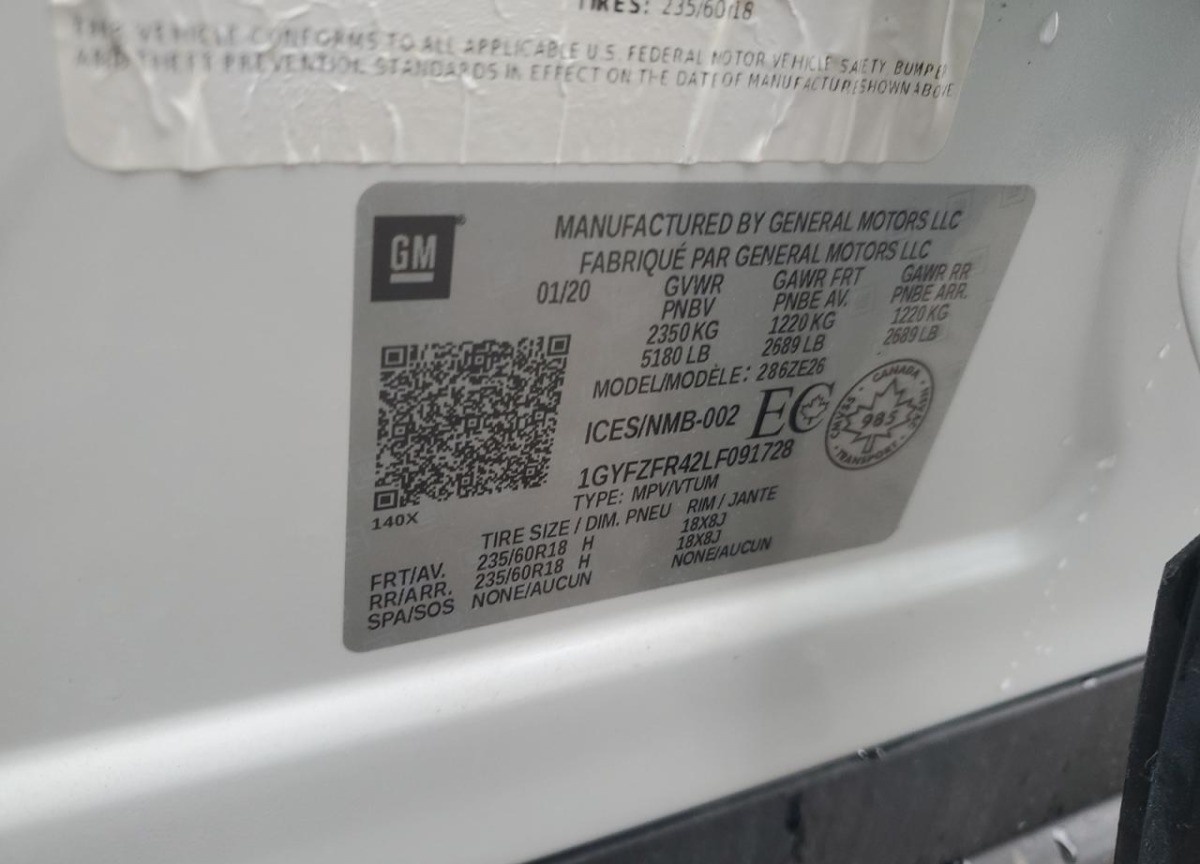 TIRES: 235/60r18
VEHICLE CONFORMS TO ALL APPLICABLE U.S. FEDERAL MOTOR VEHICLE SAFETY BUMPER
AND THEFT PREVENTION STANDARDS IN EFFECT ON THE DATE OF MANUFACTURE SHOWN ABOVE
GM
MANUFACTURED BY GENERAL MOTORS LLC
FABRIQUÉ PAR GENERAL MOTORS LLC
01/20 GVWR GAWR FRT GAWR RR
PNBV PNBE AV. PNBE ARR.
2350 KG 1220 KG 1220 KG
5180 LB 2689 LB 2689 LB
MODEL/MODÈLE: 286ZE26
ICES/NMB-002 EC
CANADA
985
TRANSPORT
1GYFZFR42LF091728
TYPE: MPV/VTUM
140X
TIRE SIZE / DIM. PNEU RIM / JANTE
FRT/AV. 235/60R18 H 18X8J
RR/ARR. 235/60R18 H 18X8J
SPA/SOS NONE/AUCUN NONE/AUCUN